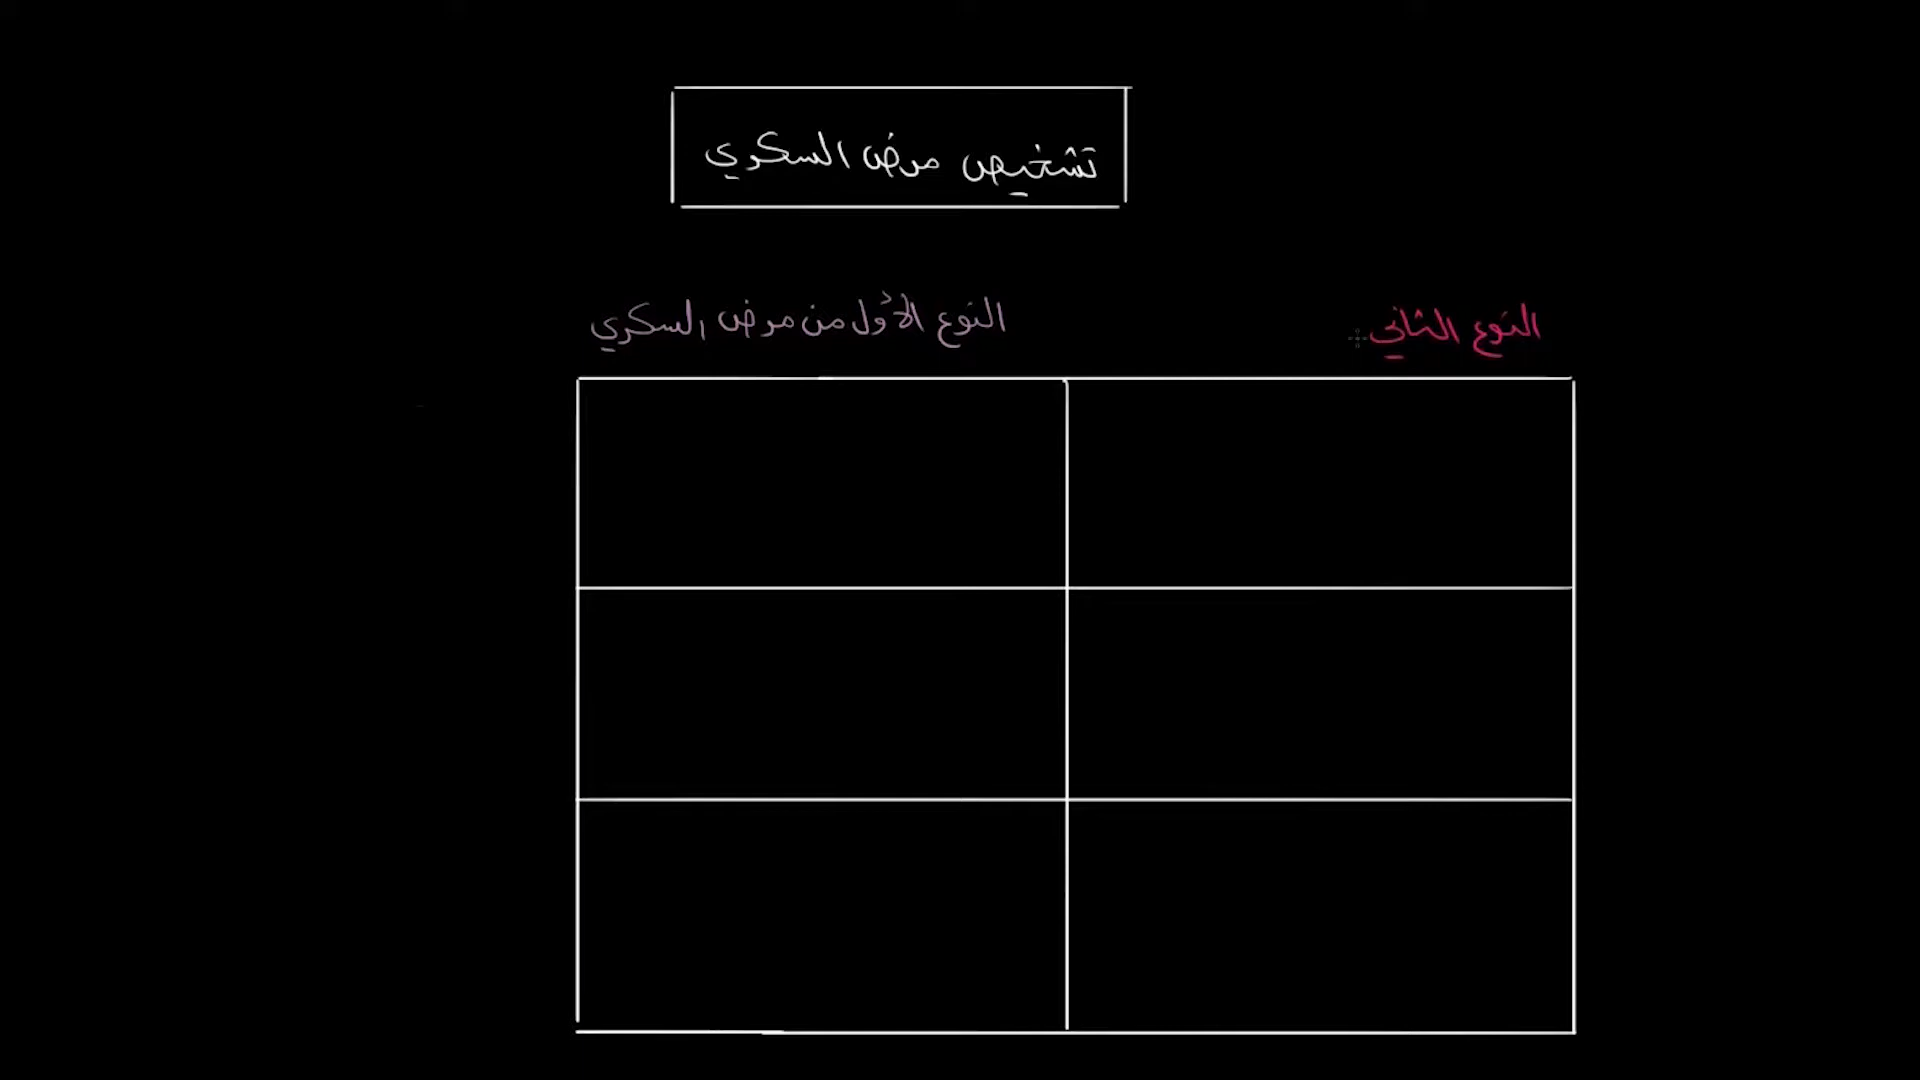 تشخيص مرض السكري
النوع الثاني
النوع الأول من مرض السكري